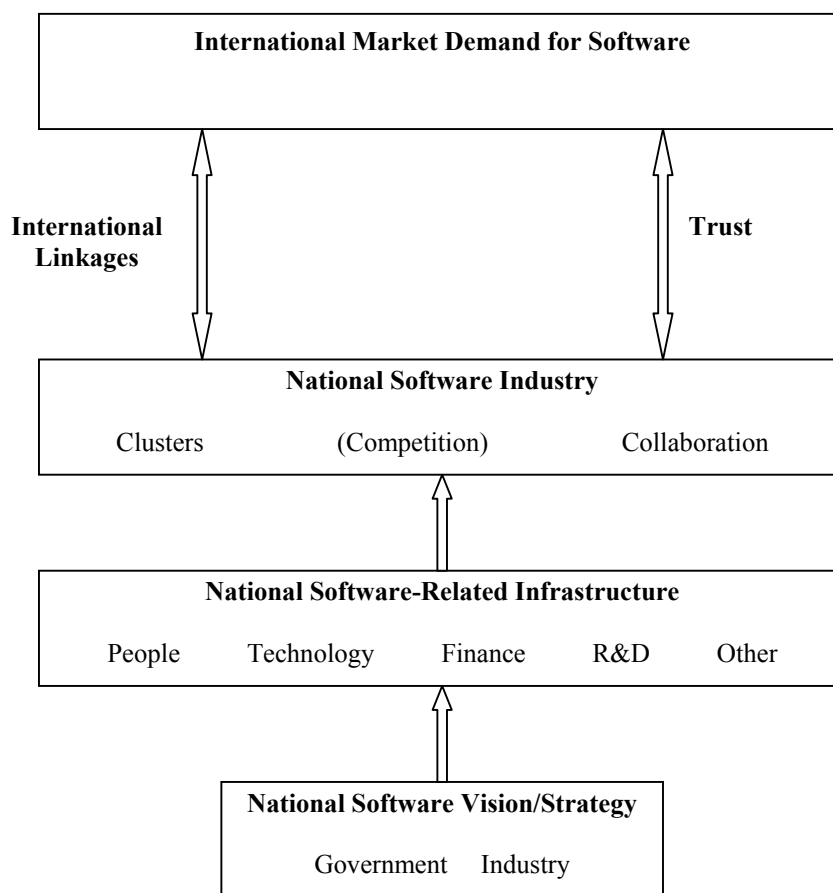 International Market Demand for Software
International
Linkages
Trust
National Software Industry
Clusters (Competition) Collaboration
National Software-Related Infrastructure
People Technology Finance R&D Other
National Software Vision/Strategy
Government Industry